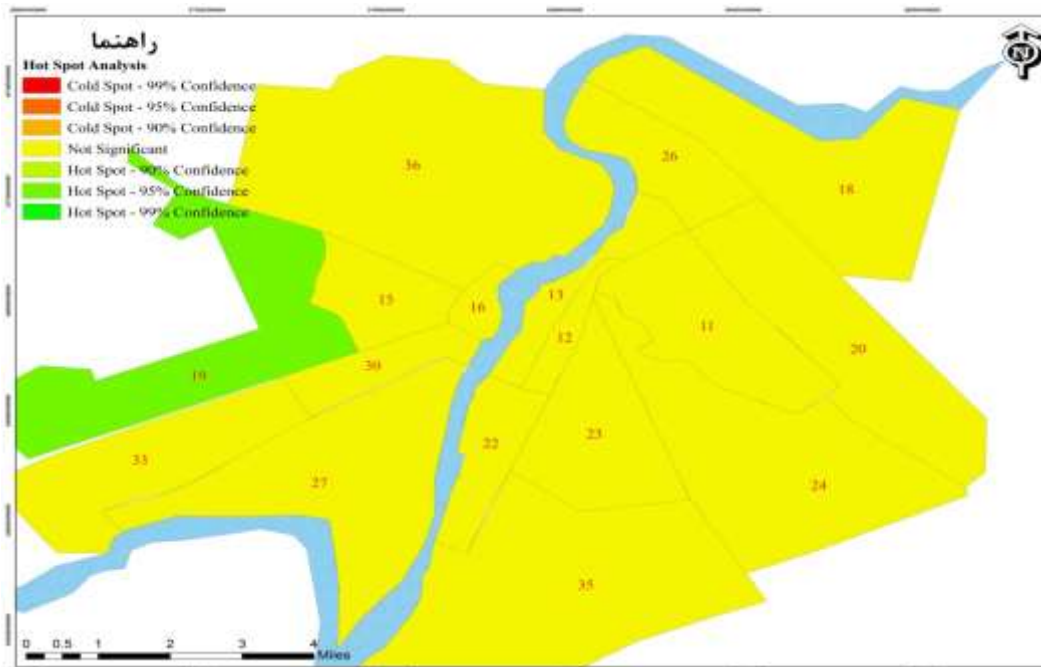 راهنما
Hot Spot Analysis
Cold Spot - 99% Confidence
Cold Spot - 95% Confidence
Cold Spot - 90% Confidence
Not Significant
Hot Spot - 90% Confidence
Hot Spot - 95% Confidence
Hot Spot - 99% Confidence
N
36
26
18
15
16
13
12
11
20
30
19
33
27
22
23
24
35
0 0.5 1 2 3 4
Miles